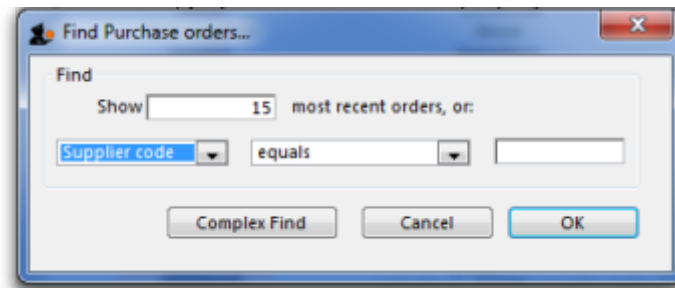 Find Purchase orders...
Find
Show 15 most recent orders, or:
Supplier code equals
Complex Find Cancel OK